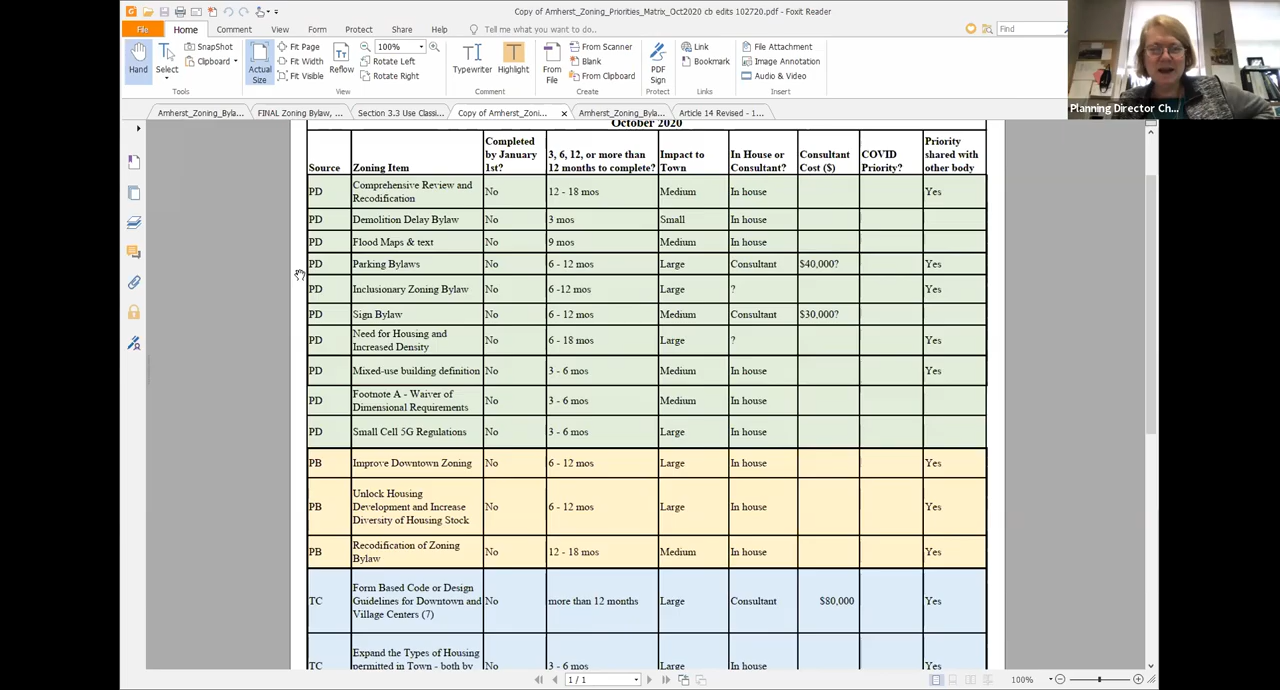 Copy of Amherst_Zoning_Priorities_Matrix_Oct2020 cb edits 102720.pdf - Foxit Reader
File Home Comment View Form Protect Share Help Tell me what you do.. Find
Hand Select SnapShot Clipboard Actual Size Fit Page Fit Width Fit Visible Reflow 100% Rotate Left Rotate Right Typewriter Highlight From File From Scanner Blank From Clipboard PDF Sign Link Bookmark File Attachment Image Annotation Audio & Video
Tools View Comment Create Protect Links Insert
Planning Director Ch...
Amherst_Zoning_Byla... FINAL Zoning Bylaw, ... Section 3.3 Use Classi... Copy of Amherst_Zoni... Amherst_Zoning_Byla... Article 14 Revised - 1...
October 2020
Source Zoning Item Completed by January 1st? 3, 6, 12, or more than 12 months to complete? Impact to Town In House or Consultant? Consultant Cost ($) COVID Priority? Priority shared with other body
PD Comprehensive Review and Recodification No 12 - 18 mos Medium In house Yes
PD Demolition Delay Bylaw No 3 mos Small In house
PD Flood Maps & text No 9 mos Medium In house
PD Parking Bylaws No 6 - 12 mos Large Consultant $40,000? Yes
PD Inclusionary Zoning Bylaw No 6 -12 mos Large ? Yes
PD Sign Bylaw No 6 - 12 mos Medium Consultant $30,000?
PD Need for Housing and Increased Density No 6 - 18 mos Large ? Yes
PD Mixed-use building definition No 3 - 6 mos Medium In house Yes
PD Footnote A - Waiver of Dimensional Requirements No 3 - 6 mos Medium In house
PD Small Cell 5G Regulations No 3 - 6 mos Large In house
PB Improve Downtown Zoning No 6 - 12 mos Large In house Yes
PB Unlock Housing Development and Increase Diversity of Housing Stock No 6 - 12 mos Large In house Yes
PB Recodification of Zoning Bylaw No 12 - 18 mos Medium In house Yes
TC Form Based Code or Design Guidelines for Downtown and Village Centers (7) No more than 12 months Large Consultant $80,000 Yes
TC Expand the Types of Housing permitted in Town - both by No 3 - 6 mos Large In house Yes
1 / 1 100%